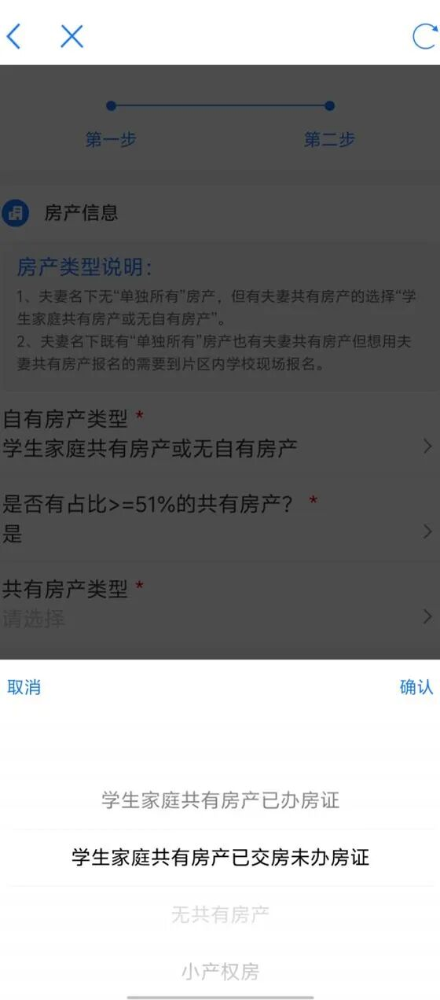 第一步
第二步
房产信息
房产类型说明：
1、夫妻名下无“单独所有”房产，但有夫妻共有房产的选择“学
生家庭共有房产或无自有房产”。
2、夫妻名下既有“单独所有”房产也有夫妻共有房产但想用夫
妻共有房产报名的需要到片区内学校现场报名。
自有房产类型 *
学生家庭共有房产或无自有房产
是否有占比>=51%的共有房产？ *
是
共有房产类型 *
请选择
取消
确认
学生家庭共有房产已办房证
学生家庭共有房产已交房未办房证
无共有房产
小产权房